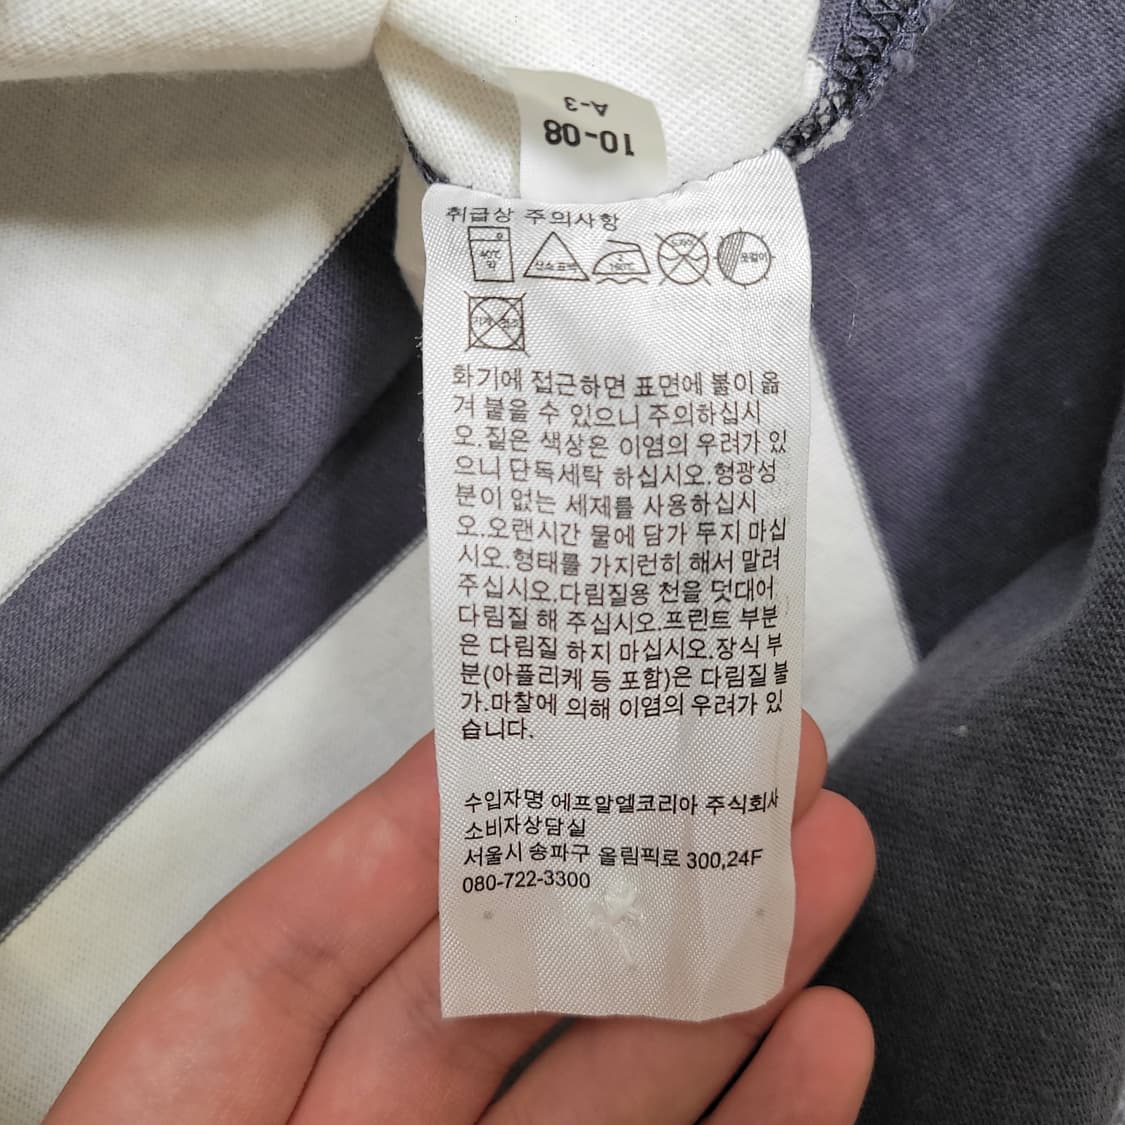 A-3
10-08
취급상 주의사항
산소표백
옷걸이
화기에 접근하면 표면에 불이 옮
겨 붙을 수 있으니 주의하십시
오.짙은 색상은 이염의 우려가 있
으니 단독세탁 하십시오.형광성
분이 없는 세제를 사용하십시
오.오랜시간 물에 담가 두지 마십
시오.형태를 가지런히 해서 말려
주십시오.다림질용 천을 덧대어
다림질 해 주십시오.프린트 부분
은 다림질 하지 마십시오.장식 부
분(아플리케 등 포함)은 다림질 불
가.마찰에 의해 이염의 우려가 있
습니다.
수입자명 에프알엘코리아 주식회사
소비자상담실
서울시 송파구 올림픽로 300,24F
080-722-3300